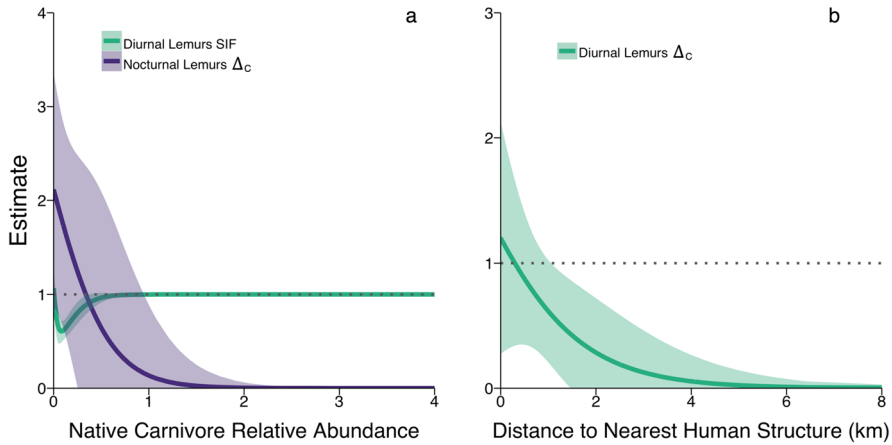 a
Diurnal Lemurs SIF
Nocturnal Lemurs Δc
Estimate
4
3
2
1
0
0 1 2 3 4
Native Carnivore Relative Abundance
b
Diurnal Lemurs Δc
3
2
1
0
0 2 4 6 8
Distance to Nearest Human Structure (km)